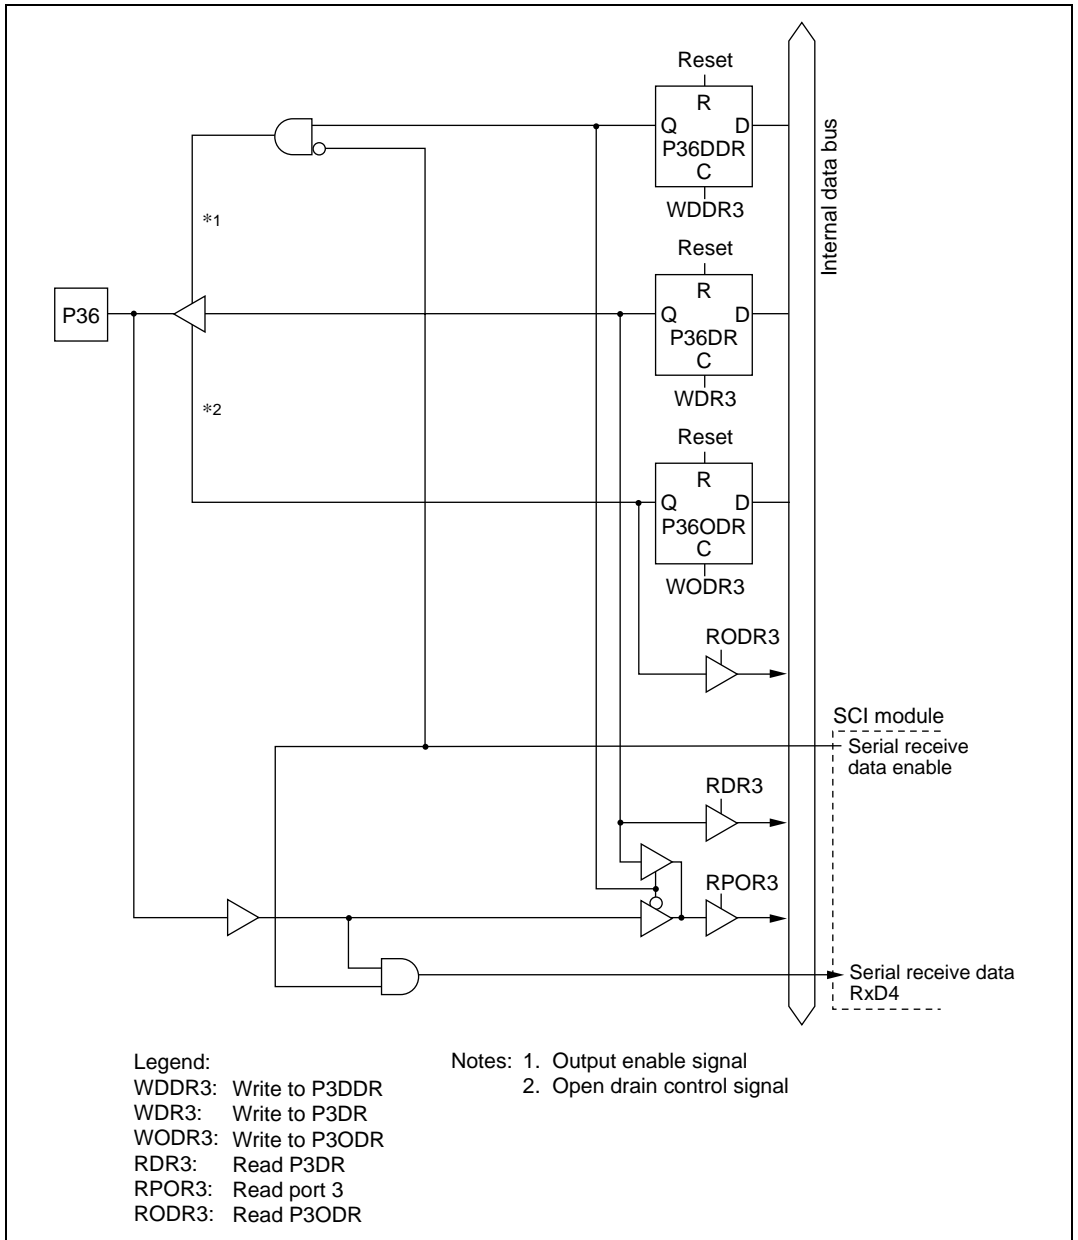 Reset
R
Q D
P36DDR
C
WDDR3
Internal data bus
*1
Reset
R
P36
Q D
P36DR
C
WDR3
*2
Reset
R
Q D
P36ODR
C
WODR3
RODR3
SCI module
Serial receive
data enable
RDR3
RPOR3
Serial receive data
RxD4
Legend:
WDDR3: Write to P3DDR
WDR3: Write to P3DR
WODR3: Write to P3ODR
RDR3: Read P3DR
RPOR3: Read port 3
RODR3: Read P3ODR
Notes: 1. Output enable signal
2. Open drain control signal